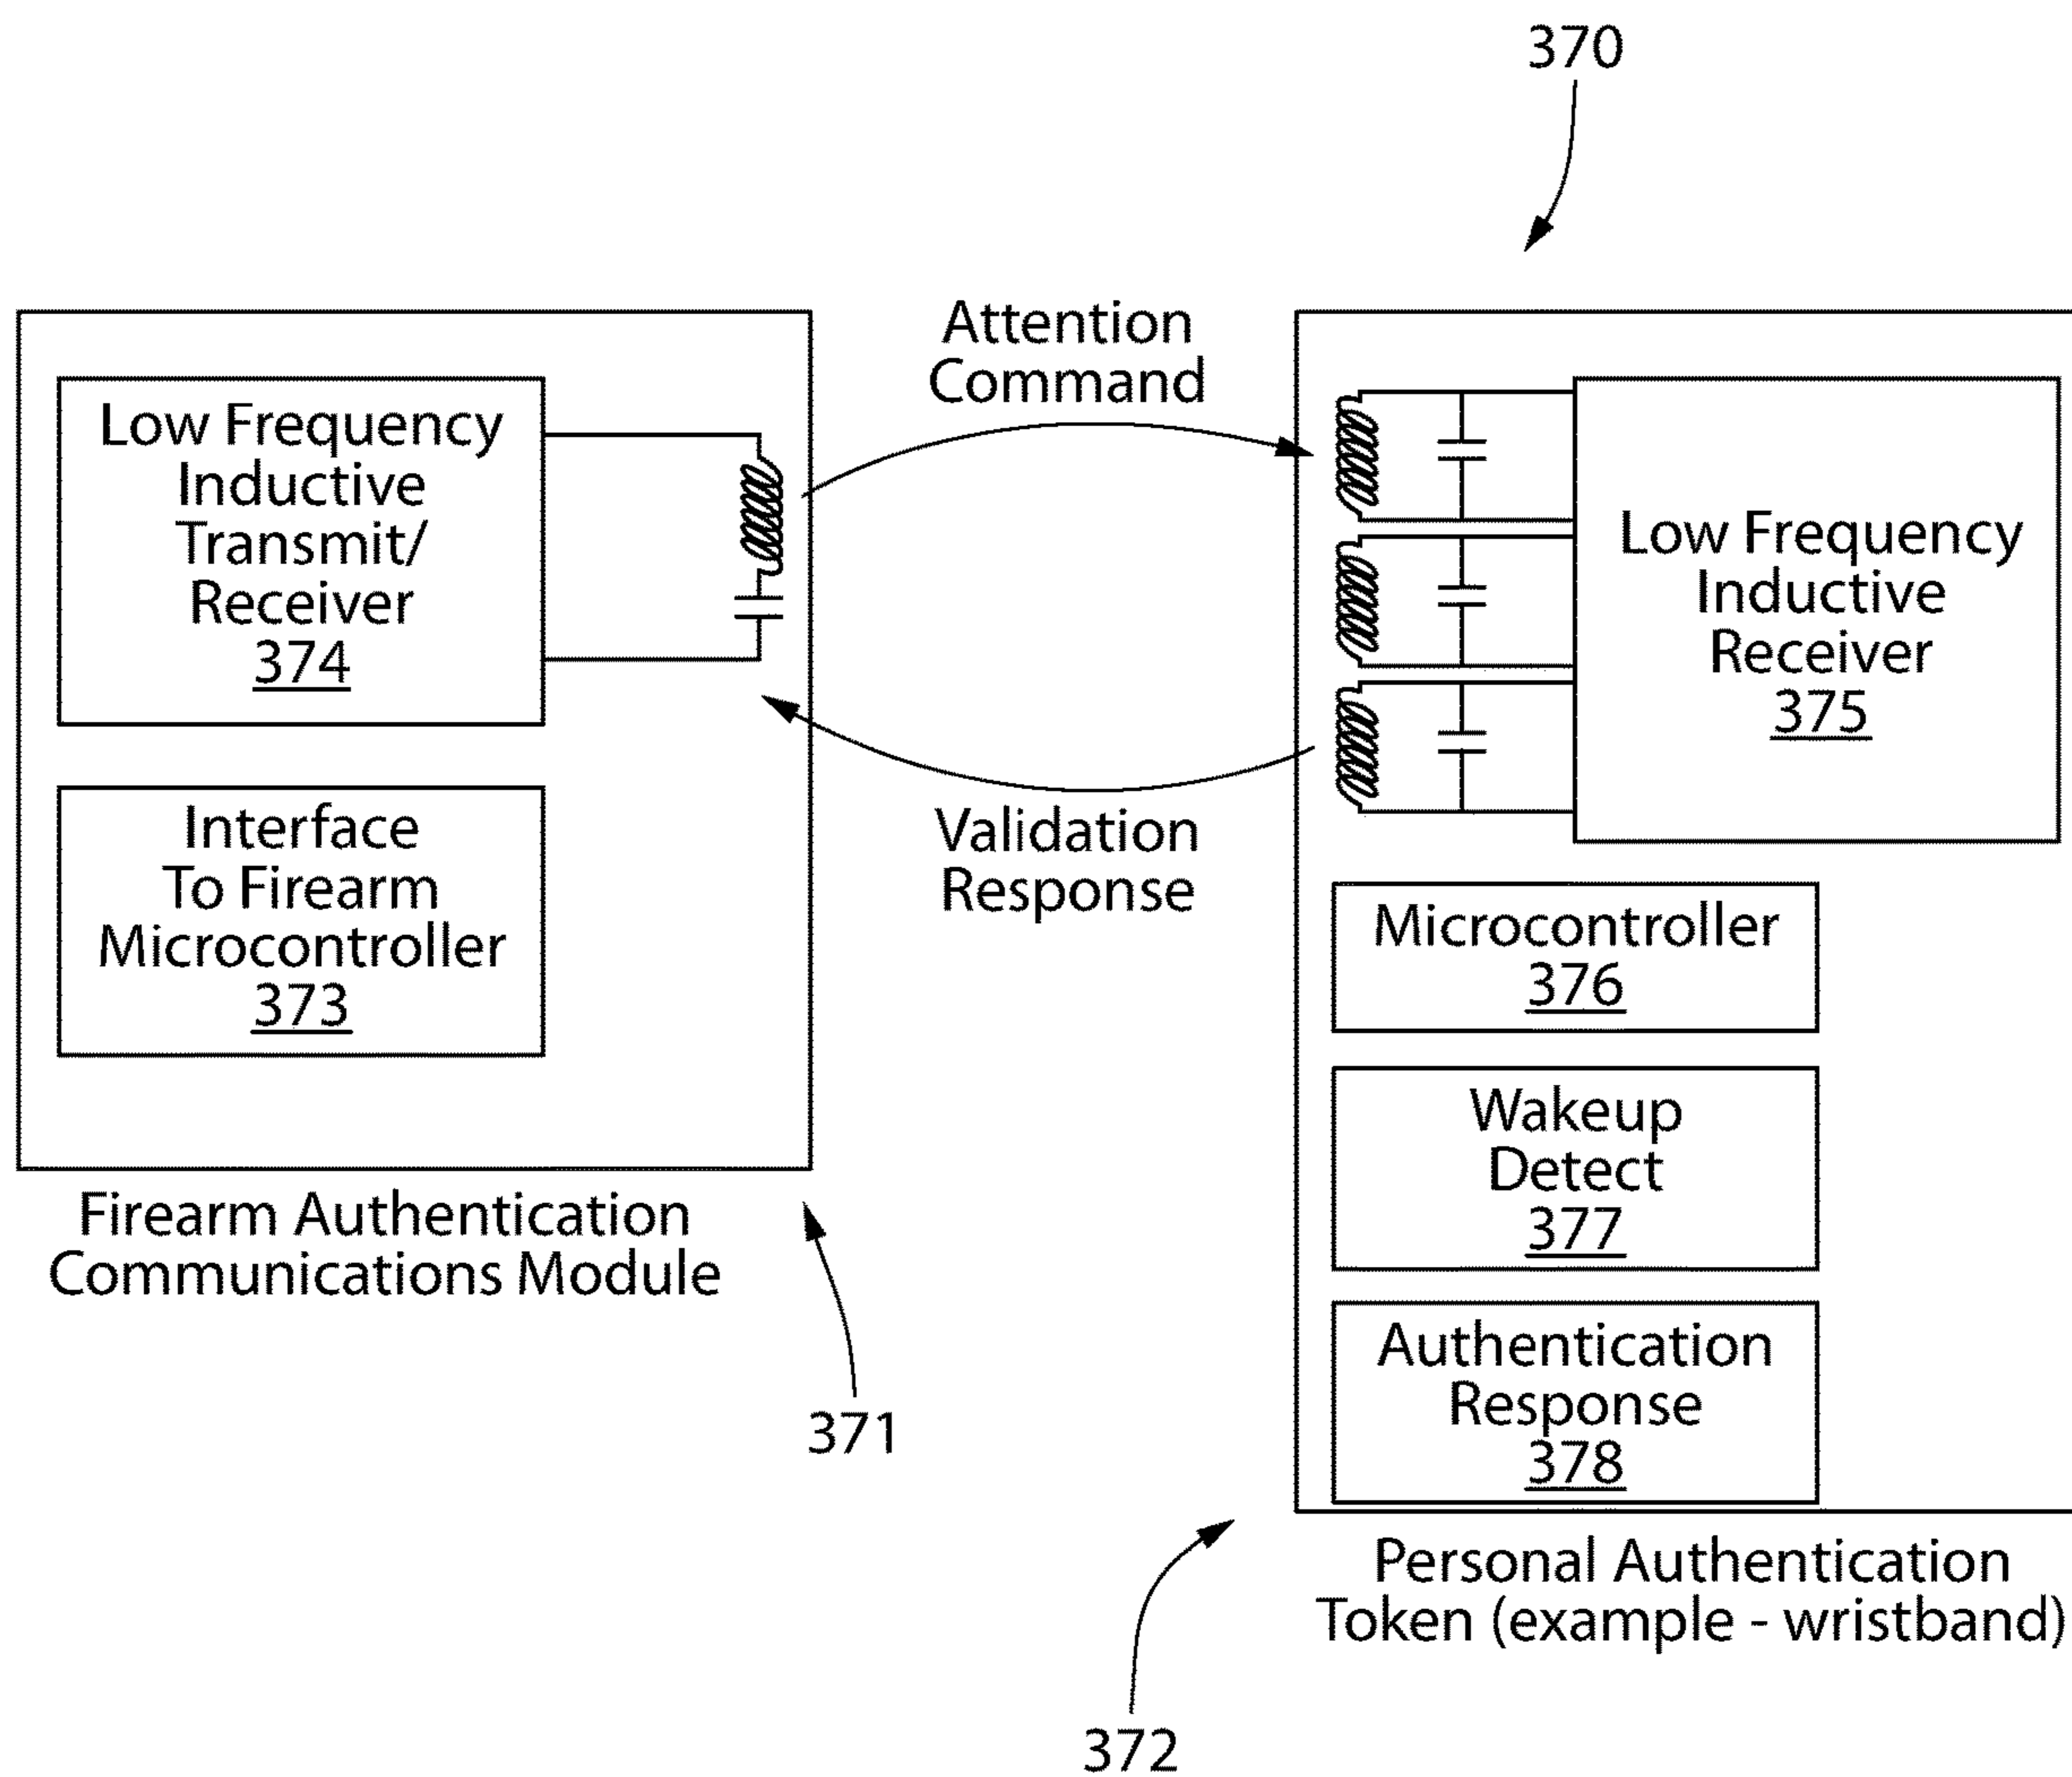 370
Attention
Command
Low Frequency
Inductive
Transmit/
Receiver
374
Low Frequency
Inductive
Receiver
375
Interface
To Firearm
Microcontroller
373
Validation
Response
Microcontroller
376
Wakeup
Detect
377
Authentication
Response
378
Firearm Authentication
Communications Module
371
Personal Authentication
Token (example - wristband)
372